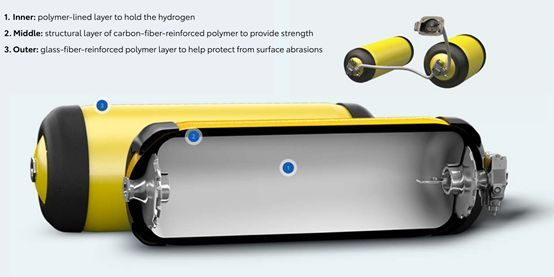 1. Inner: polymer-lined layer to hold the hydrogen
2. Middle: structural layer of carbon-fiber-reinforced polymer to provide strength
3. Outer: glass-fiber-reinforced polymer layer to help protect from surface abrasions
3
2
1